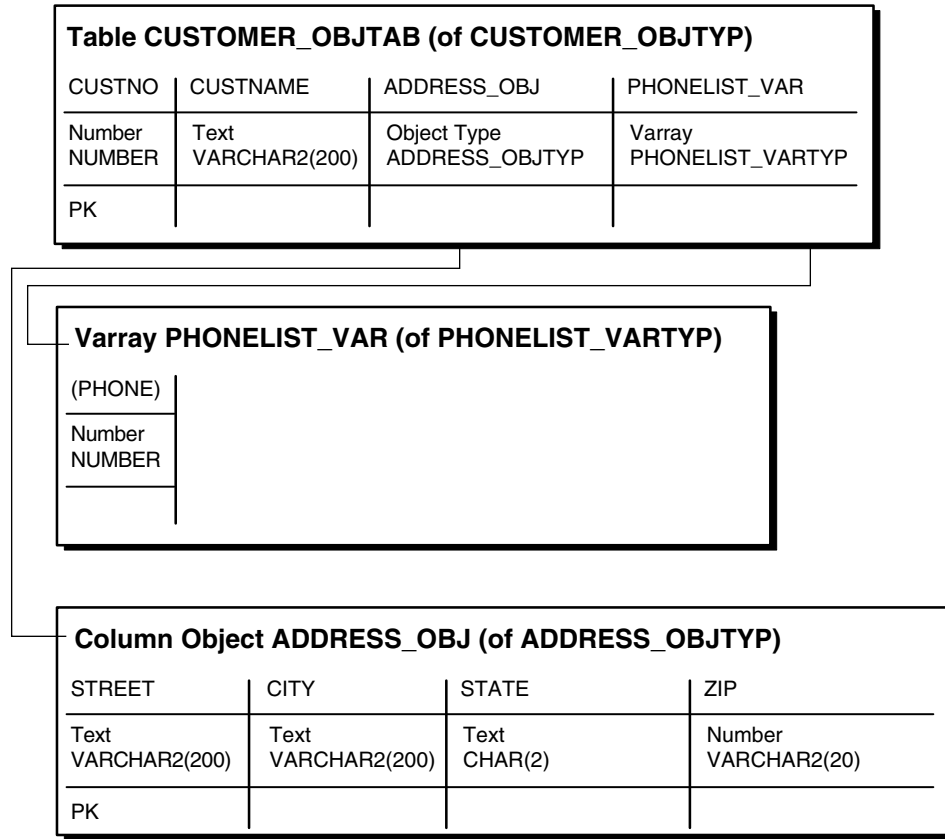 Table CUSTOMER_OBJTAB (of CUSTOMER_OBJTYP)
CUSTNO CUSTNAME ADDRESS_OBJ PHONELIST_VAR
Number Text Object Type Varray
NUMBER VARCHAR2(200) ADDRESS_OBJTYP PHONELIST_VARTYP
PK
Varray PHONELIST_VAR (of PHONELIST_VARTYP)
(PHONE)
Number
NUMBER
Column Object ADDRESS_OBJ (of ADDRESS_OBJTYP)
STREET CITY STATE ZIP
Text Text Text Number
VARCHAR2(200) VARCHAR2(200) CHAR(2) VARCHAR2(20)
PK